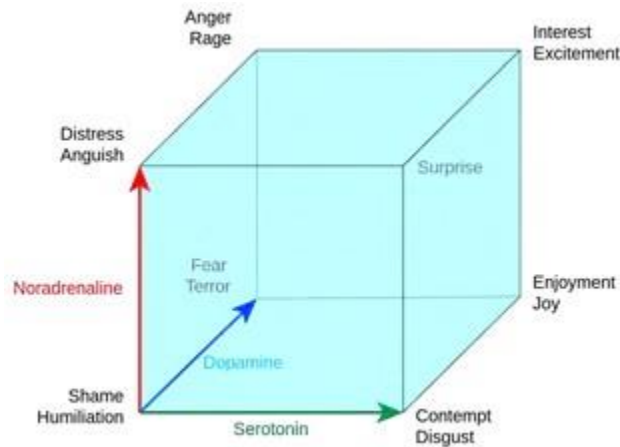 Anger
Rage
Interest
Excitement
Distress
Anguish
Surprise
Fear
Terror
Noradrenaline
Enjoyment
Joy
Dopamine
Shame
Humiliation
Serotonin
Contempt
Disgust